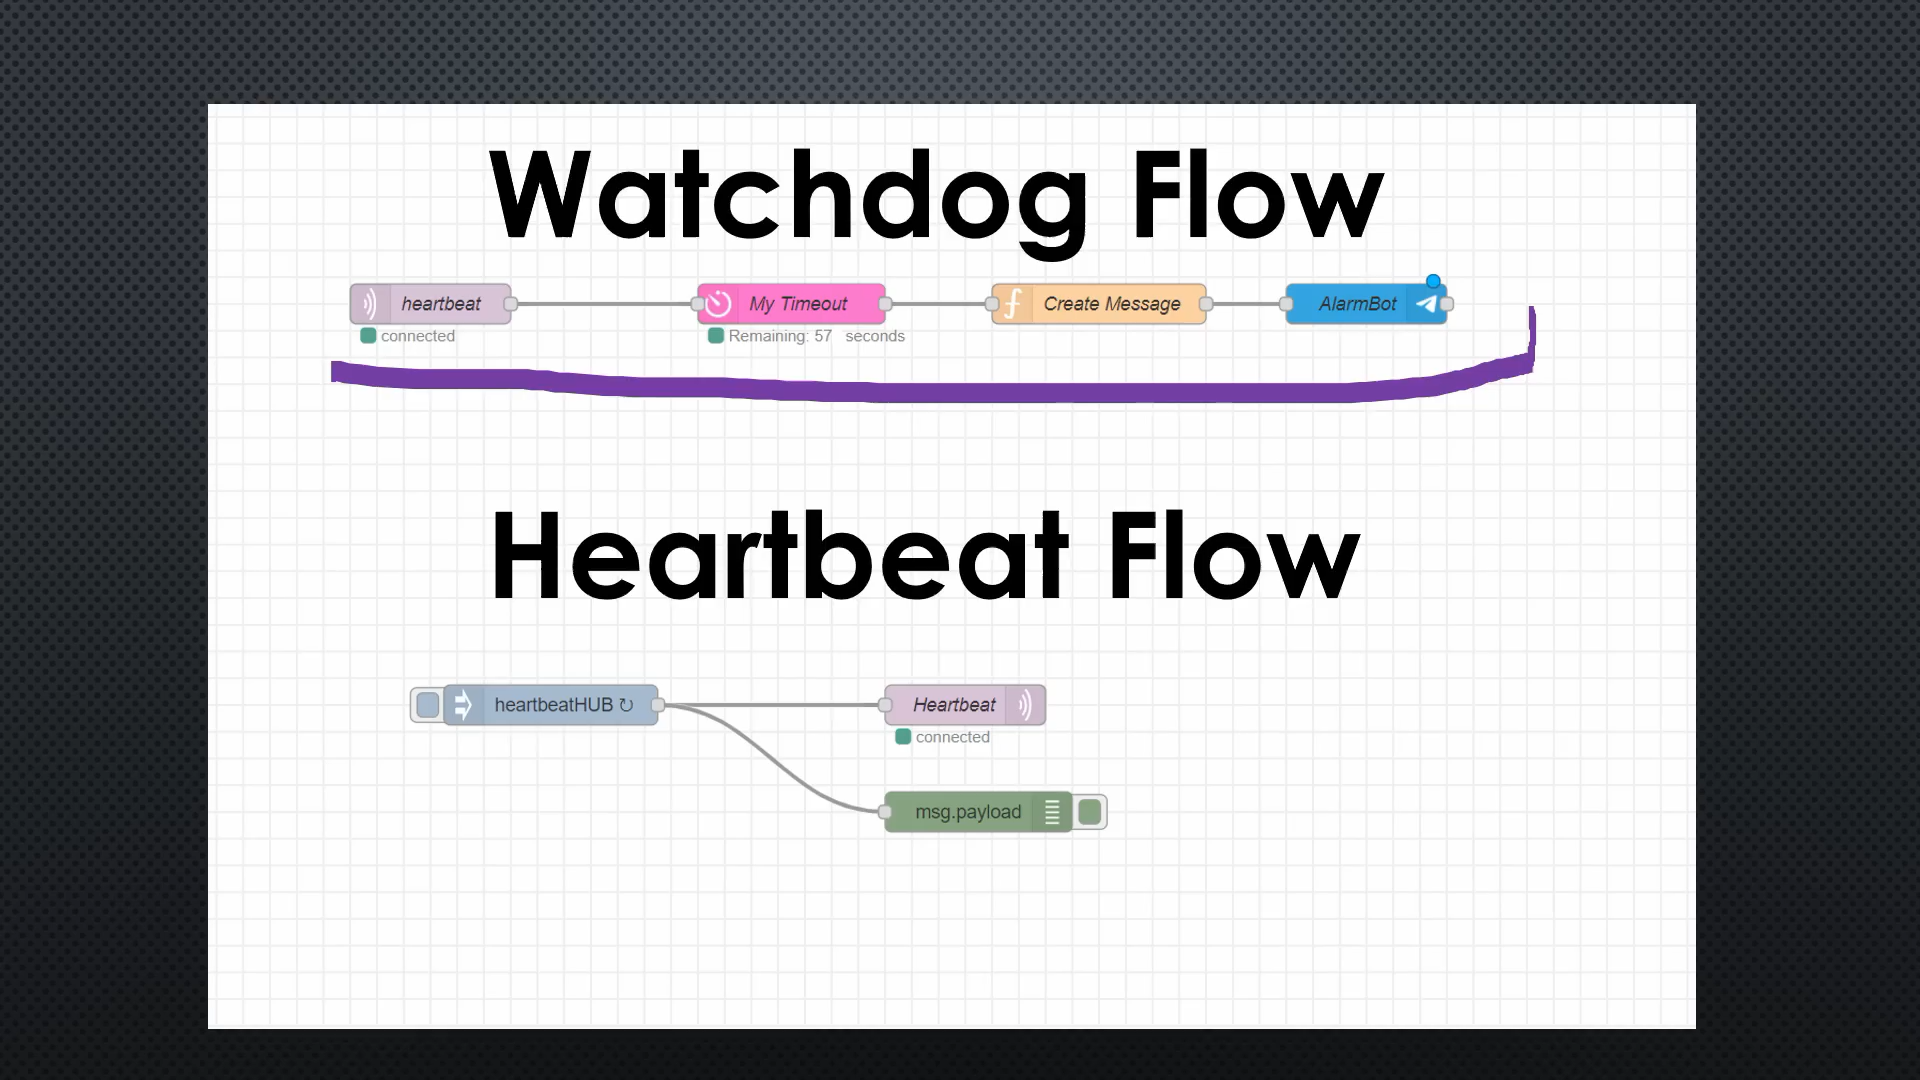 Watchdog Flow
heartbeat My Timeout Create Message AlarmBot
connected Remaining: 57 seconds
Heartbeat Flow
heartbeatHUB ↻ Heartbeat
connected
msg.payload